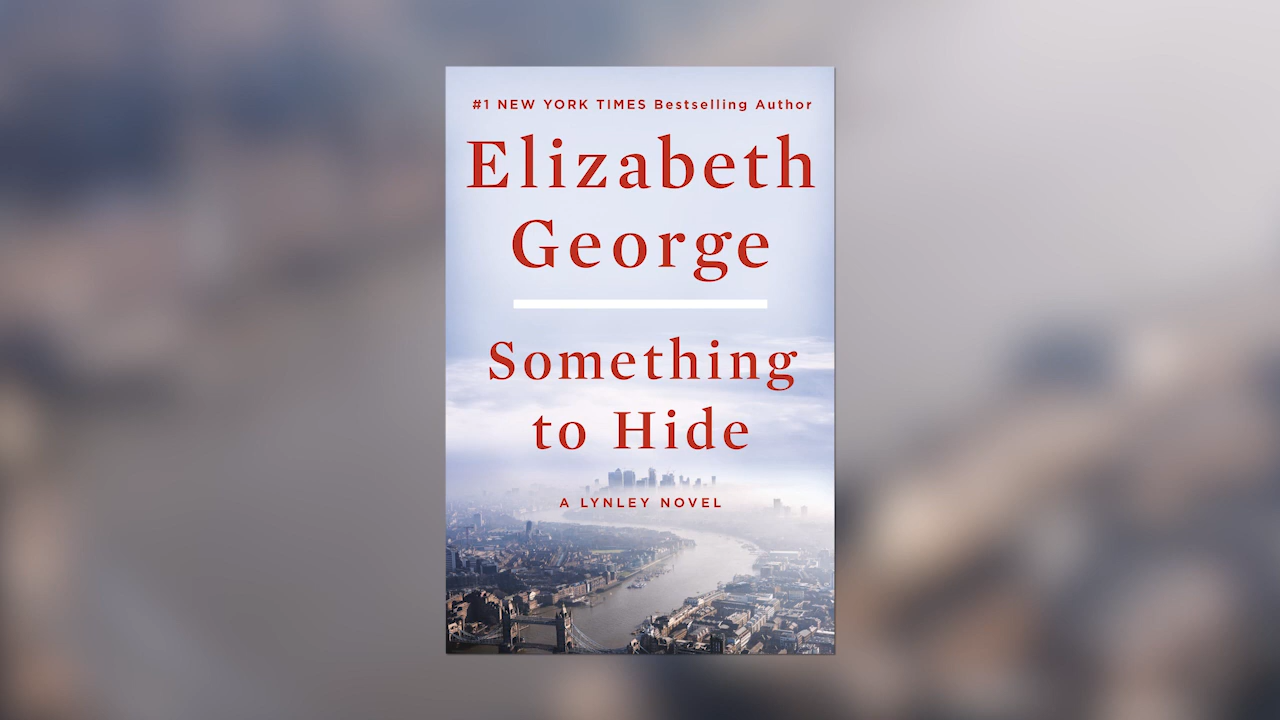 #1 NEW YORK TIMES Bestselling Author
Elizabeth
George
Something
to Hide
A LYNLEY NOVEL